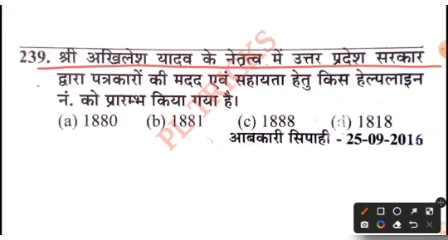 239. श्री अखिलेश यादव के नेतृत्व में उत्तर प्रदेश सरकार
द्वारा पत्रकारों की मदद एवं सहायता हेतु किस हेल्पलाइन
नं. को प्रारम्भ किया गया है।
(a) 1880 (b) 1881 (c) 1888 (d) 1818
आबकारी सिपाही - 25-09-2016